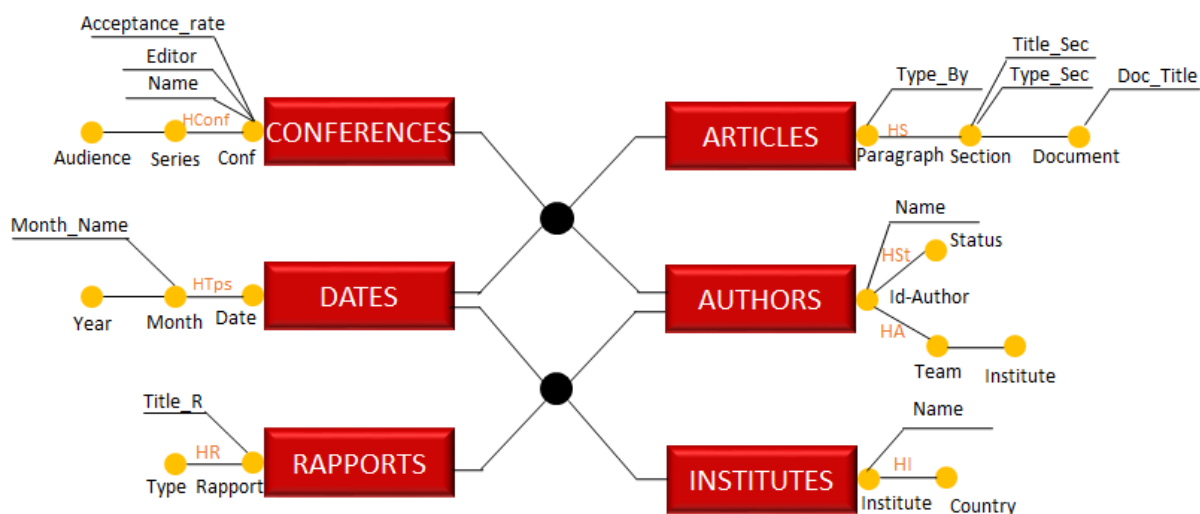 Acceptance_rate
Editor
Name
HConf
Audience
Series
Conf
CONFERENCES
ARTICLES
Title_Sec
Type_By
Type_Sec
Doc_Title
HS
Paragraph
Section
Document
Month_Name
HTps
Year
Month
Date
DATES
AUTHORS
Name
HSt
Status
Id-Author
HA
Team
Institute
Title_R
HR
Type
Rapport
RAPPORTS
INSTITUTES
Name
HI
Institute
Country